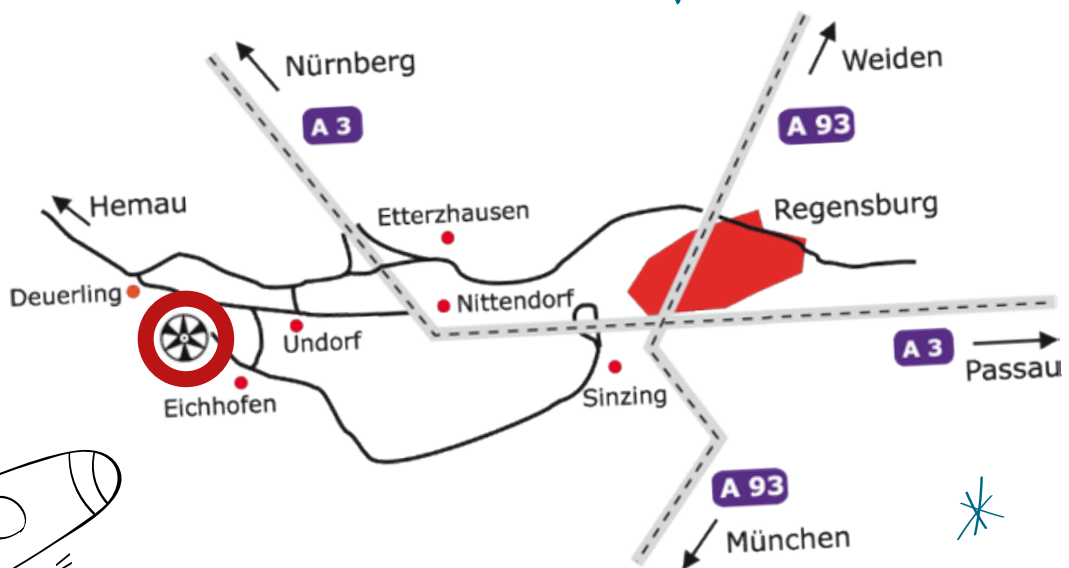 Nürnberg
Weiden
A 3
A 93
Hemau
Etterzhausen
Regensburg
Deuerling
Nittendorf
Undorf
A 3
Passau
Sinzing
Eichhofen
A 93
München